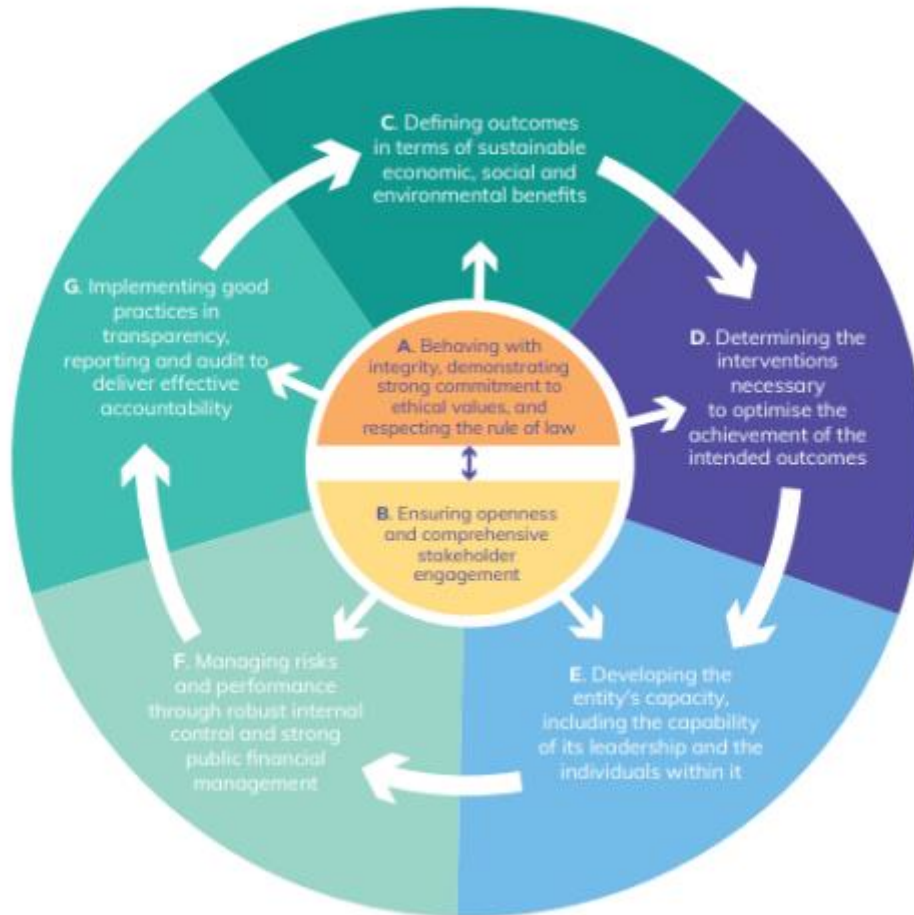 C. Defining outcomes
in terms of sustainable
economic, social and
environmental benefits
G. Implementing good
practices in
transparency,
reporting and audit to
deliver effective
accountability
A. Behaving with
integrity, demonstrating
strong commitment to
ethical values, and
respecting the rule of law
D. Determining the
interventions
necessary
to optimise the
achievement of the
intended outcomes
B. Ensuring openness
and comprehensive
stakeholder
engagement
F. Managing risks
and performance
through robust internal
control and strong
public financial
management
E. Developing the
entity's capacity,
including the capability
of its leadership and the
individuals within it